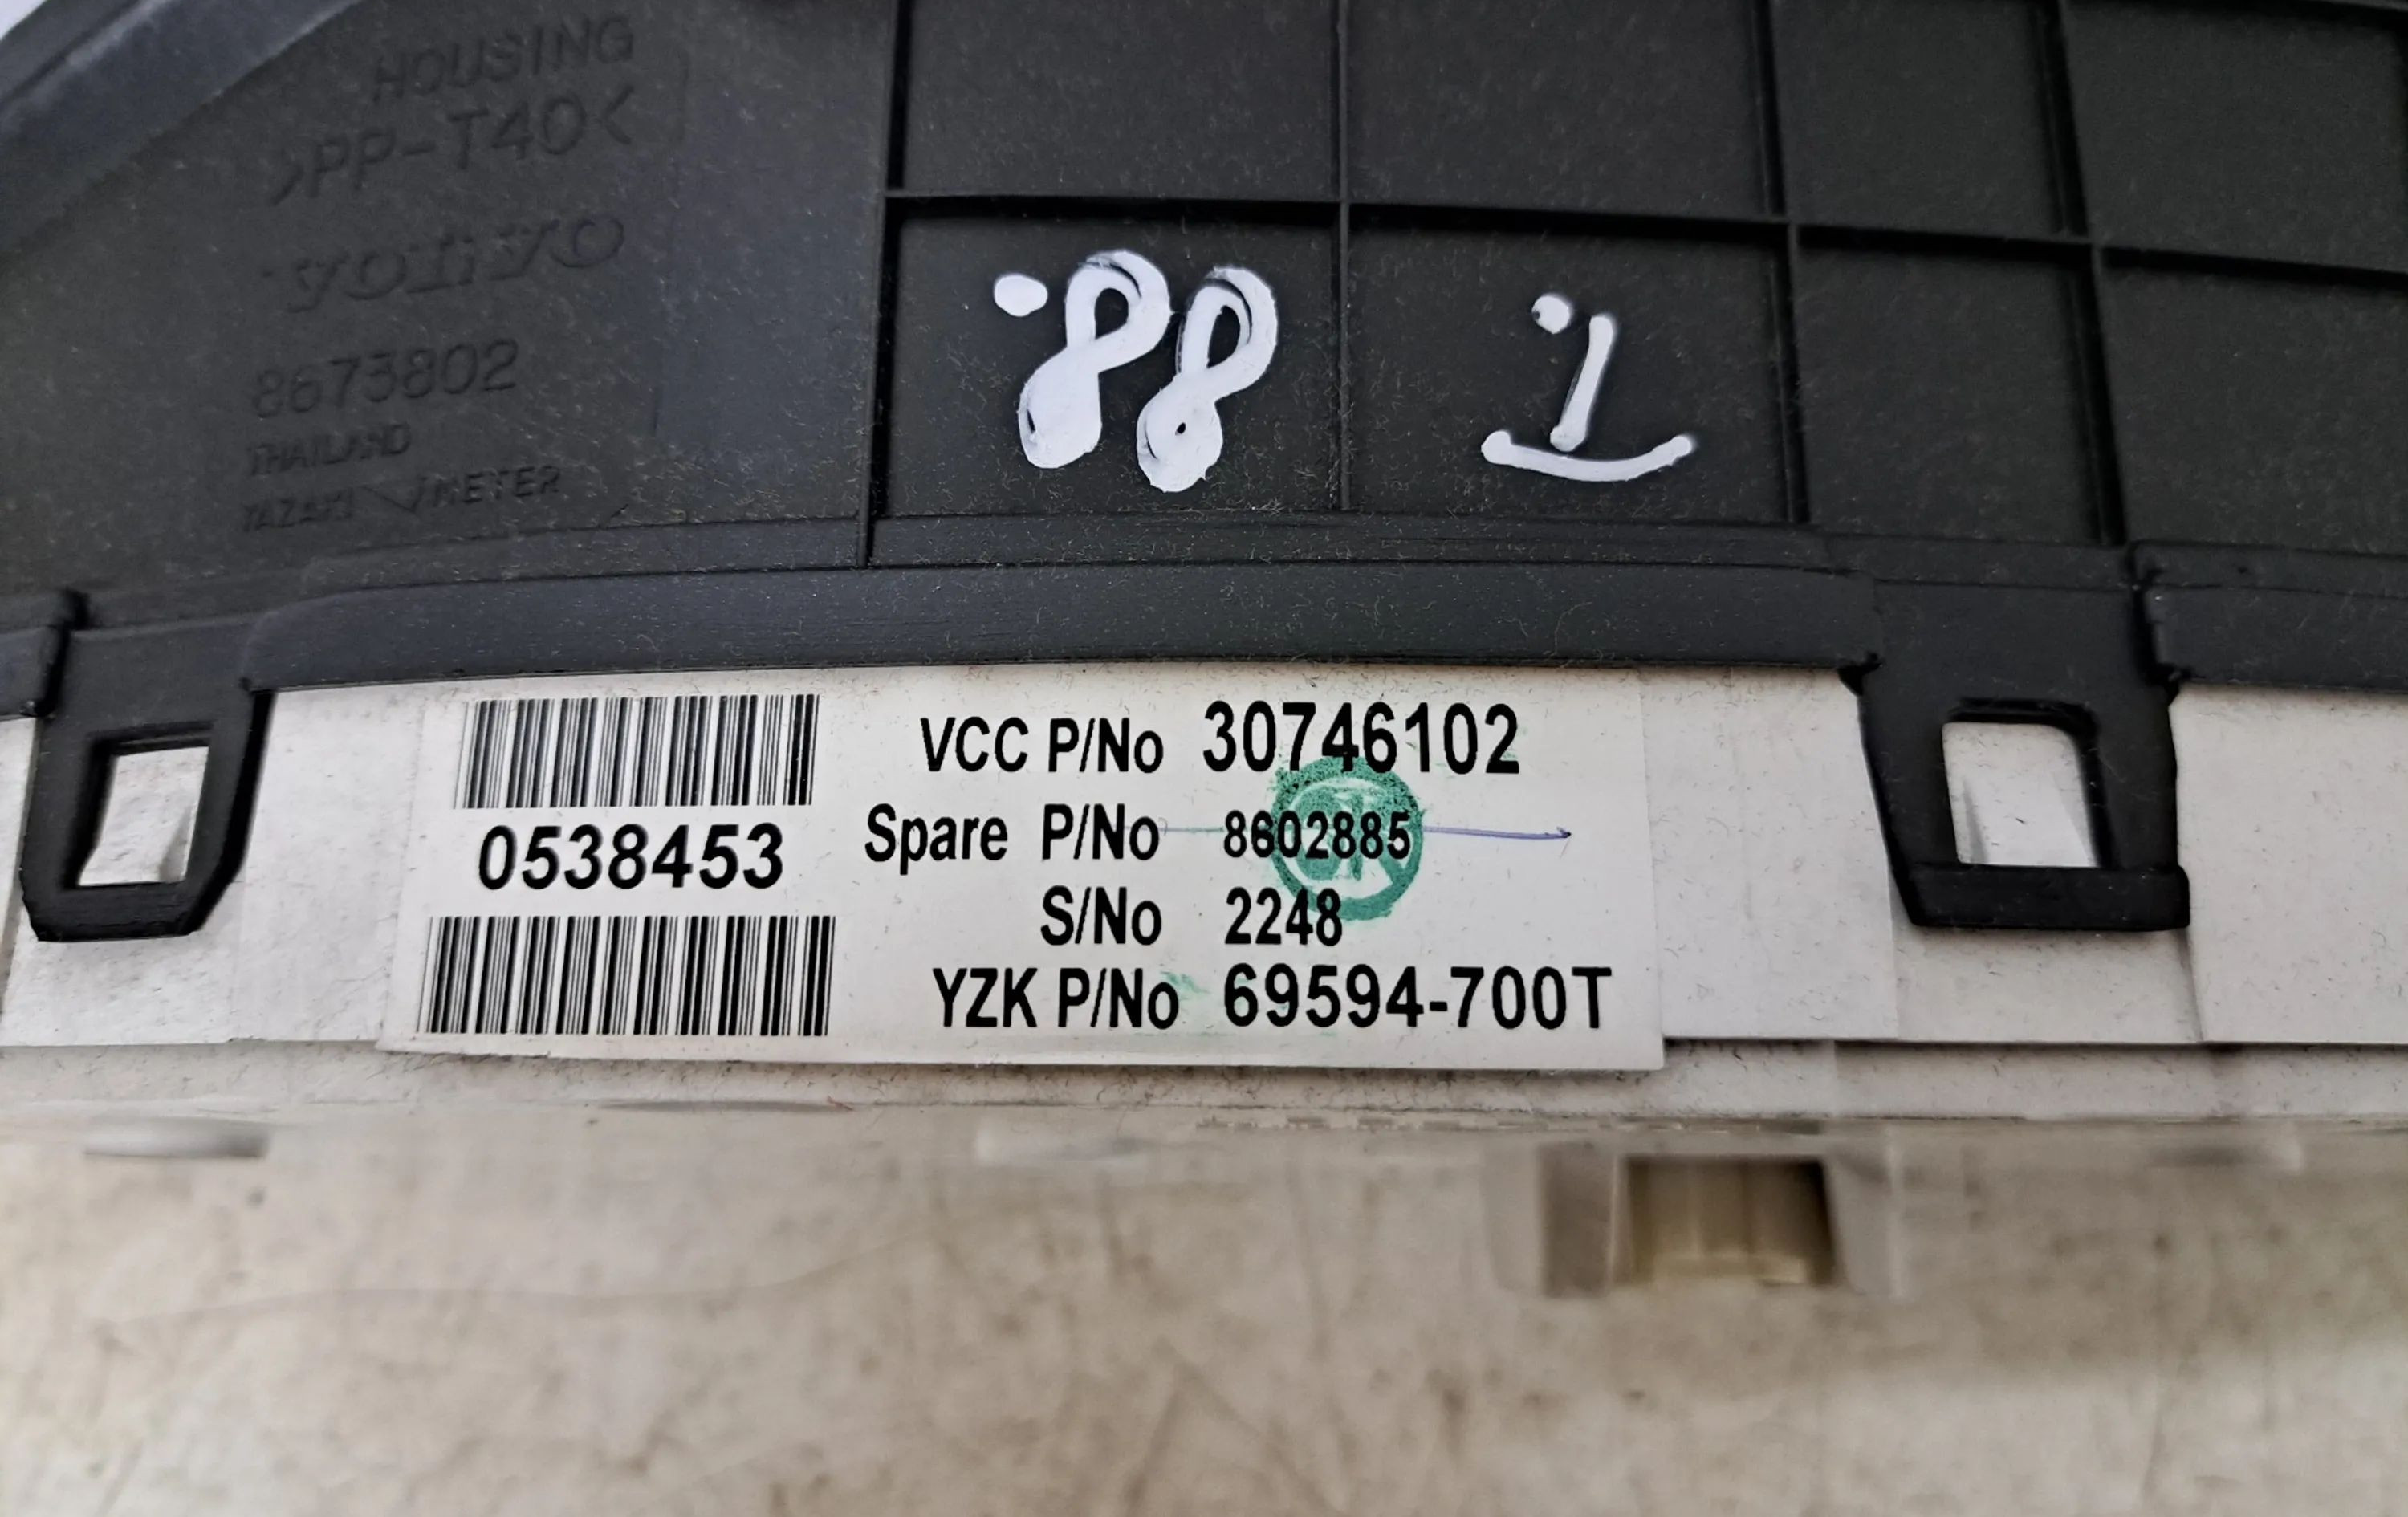 HOUSING
>PP-T40<
VOLVO
8673802
THAILAND
YAZAKI METER
88 1
0538453
VCC P/No 30746102
Spare P/No 8602885
S/No 2248
YZK P/No 69594-700T
OK